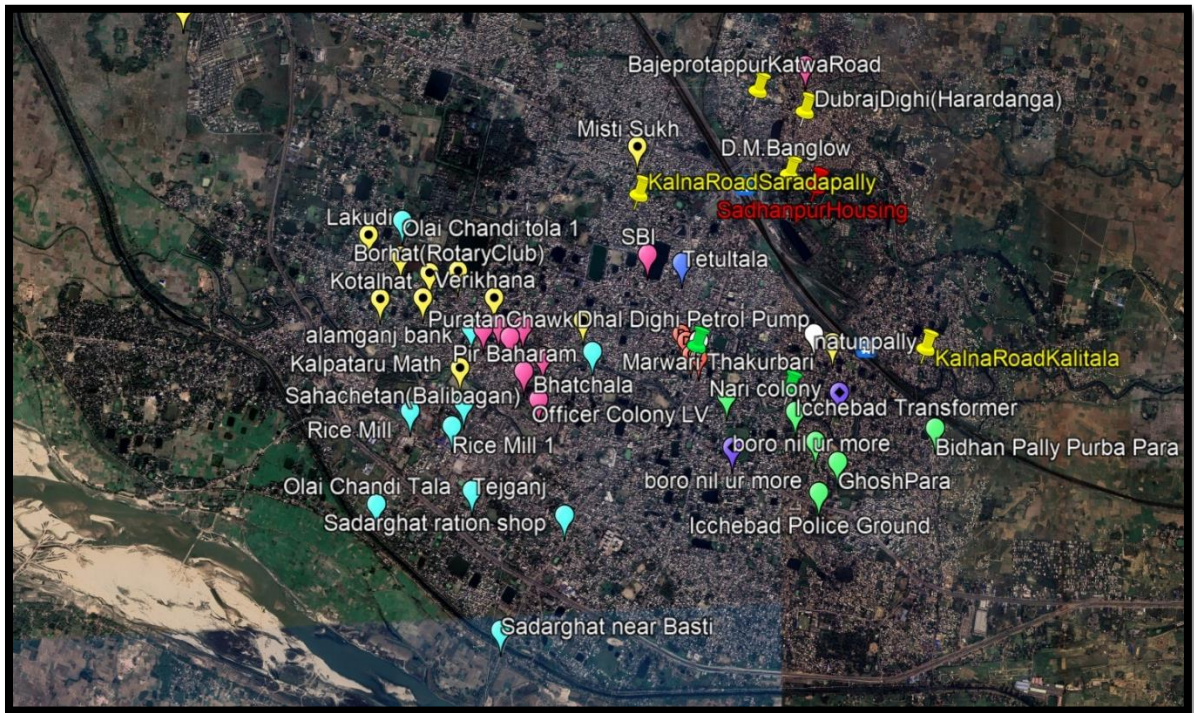 BajeprotappurKatwaRoad
DubrajDighi(Harardanga)
Misti Sukh
D.M.Banglow
KalnaRoadSaradapally
SadhanpurHousing
Lakudi
Olai Chandi tola 1
SBI
Borhat(RotaryClub)
Tetultala
Kotalhat
Verikhana
PuratanChawk
Dhal Dighi Petrol Pump
alamganj bank
natunpally
Pir Baharam
Marwari Thakurbari
KalnaRoadKalitala
Kalpataru Math
Bhatchala
Nari colony
Sahachetan(Balibagan)
Officer Colony LV
Icchebad Transformer
Rice Mill
Rice Mill 1
boro nil ur more
Bidhan Pally Purba Para
Olai Chandi Tala
Tejganj
boro nil ur more
GhoshPara
Sadarghat ration shop
Icchebad Police Ground
Sadarghat near Basti